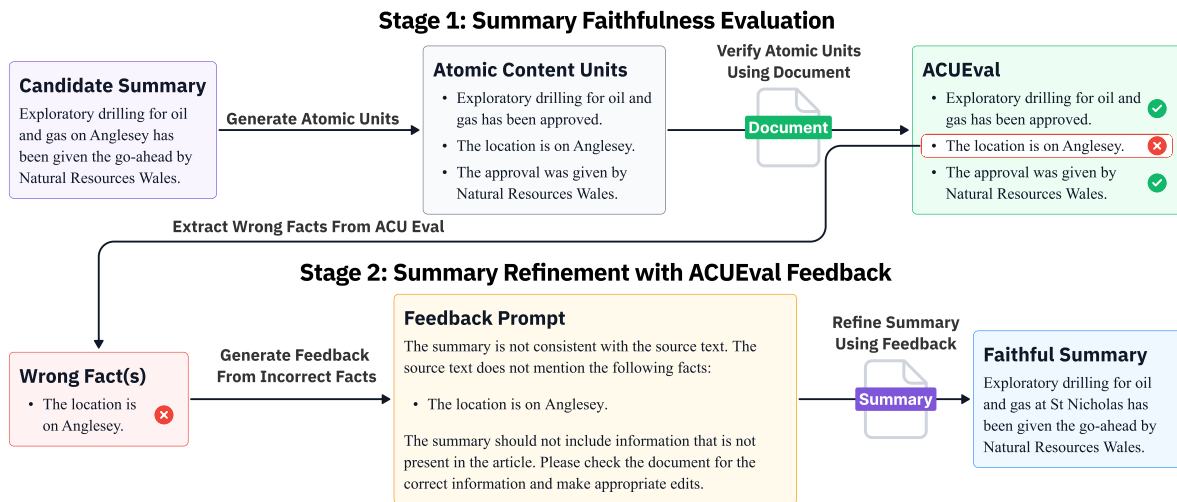 Stage 1: Summary Faithfulness Evaluation
Candidate Summary
Exploratory drilling for oil
and gas on Anglesey has
been given the go-ahead by
Natural Resources Wales.
Generate Atomic Units
Atomic Content Units
• Exploratory drilling for oil and
gas has been approved.
• The location is on Anglesey.
• The approval was given by
Natural Resources Wales.
Verify Atomic Units
Using Document
Document
ACUEval
• Exploratory drilling for oil and
gas has been approved.
• The location is on Anglesey.
• The approval was given by
Natural Resources Wales.
Extract Wrong Facts From ACU Eval
Stage 2: Summary Refinement with ACUEval Feedback
Wrong Fact(s)
• The location is
on Anglesey.
Generate Feedback
From Incorrect Facts
Feedback Prompt
The summary is not consistent with the source text. The
source text does not mention the following facts:
• The location is on Anglesey.
The summary should not include information that is not
present in the article. Please check the document for the
correct information and make appropriate edits.
Refine Summary
Using Feedback
Summary
Faithful Summary
Exploratory drilling for oil
and gas at St Nicholas has
been given the go-ahead by
Natural Resources Wales.